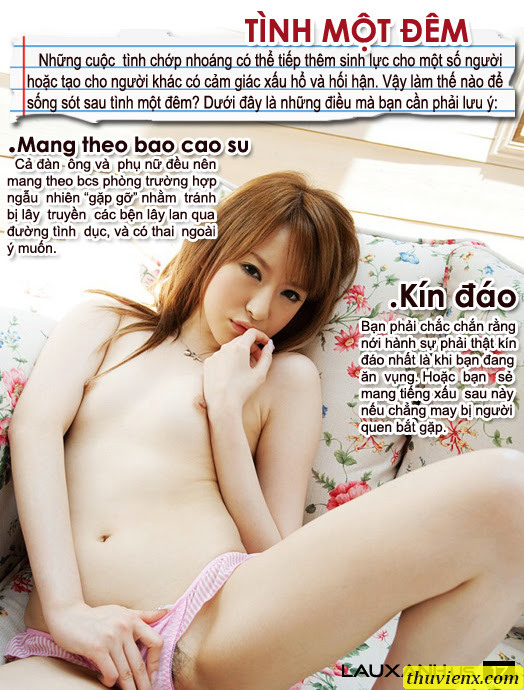 TÌNH MỘT ĐÊM
Những cuộc tình chớp nhoáng có thể tiếp thêm sinh lực cho một số người
hoặc tạo cho người khác có cảm giác xấu hổ và hối hận. Vậy làm thế nào để
sống sót sau tình một đêm? Dưới đây là những điều mà bạn cần phải lưu ý:
.Mang theo bao cao su
Cả đàn ông và phụ nữ đều nên
mang theo bcs phòng trường hợp
ngẫu nhiên “gặp gỡ” nhằm tránh
bị lây truyền các bện lây lan qua
đường tình dục, và có thai ngoài
ý muốn.
.Kín đáo
Bạn phải chắc chắn rằng
nới hành sự phải thật kín
đáo nhất là khi bạn đang
ăn vụng. Hoặc bạn sẻ
mang tiếng xấu sau này
nếu chẳng may bị người
quen bắt gặp.
LAUXANH.US 17
thuvienx.com